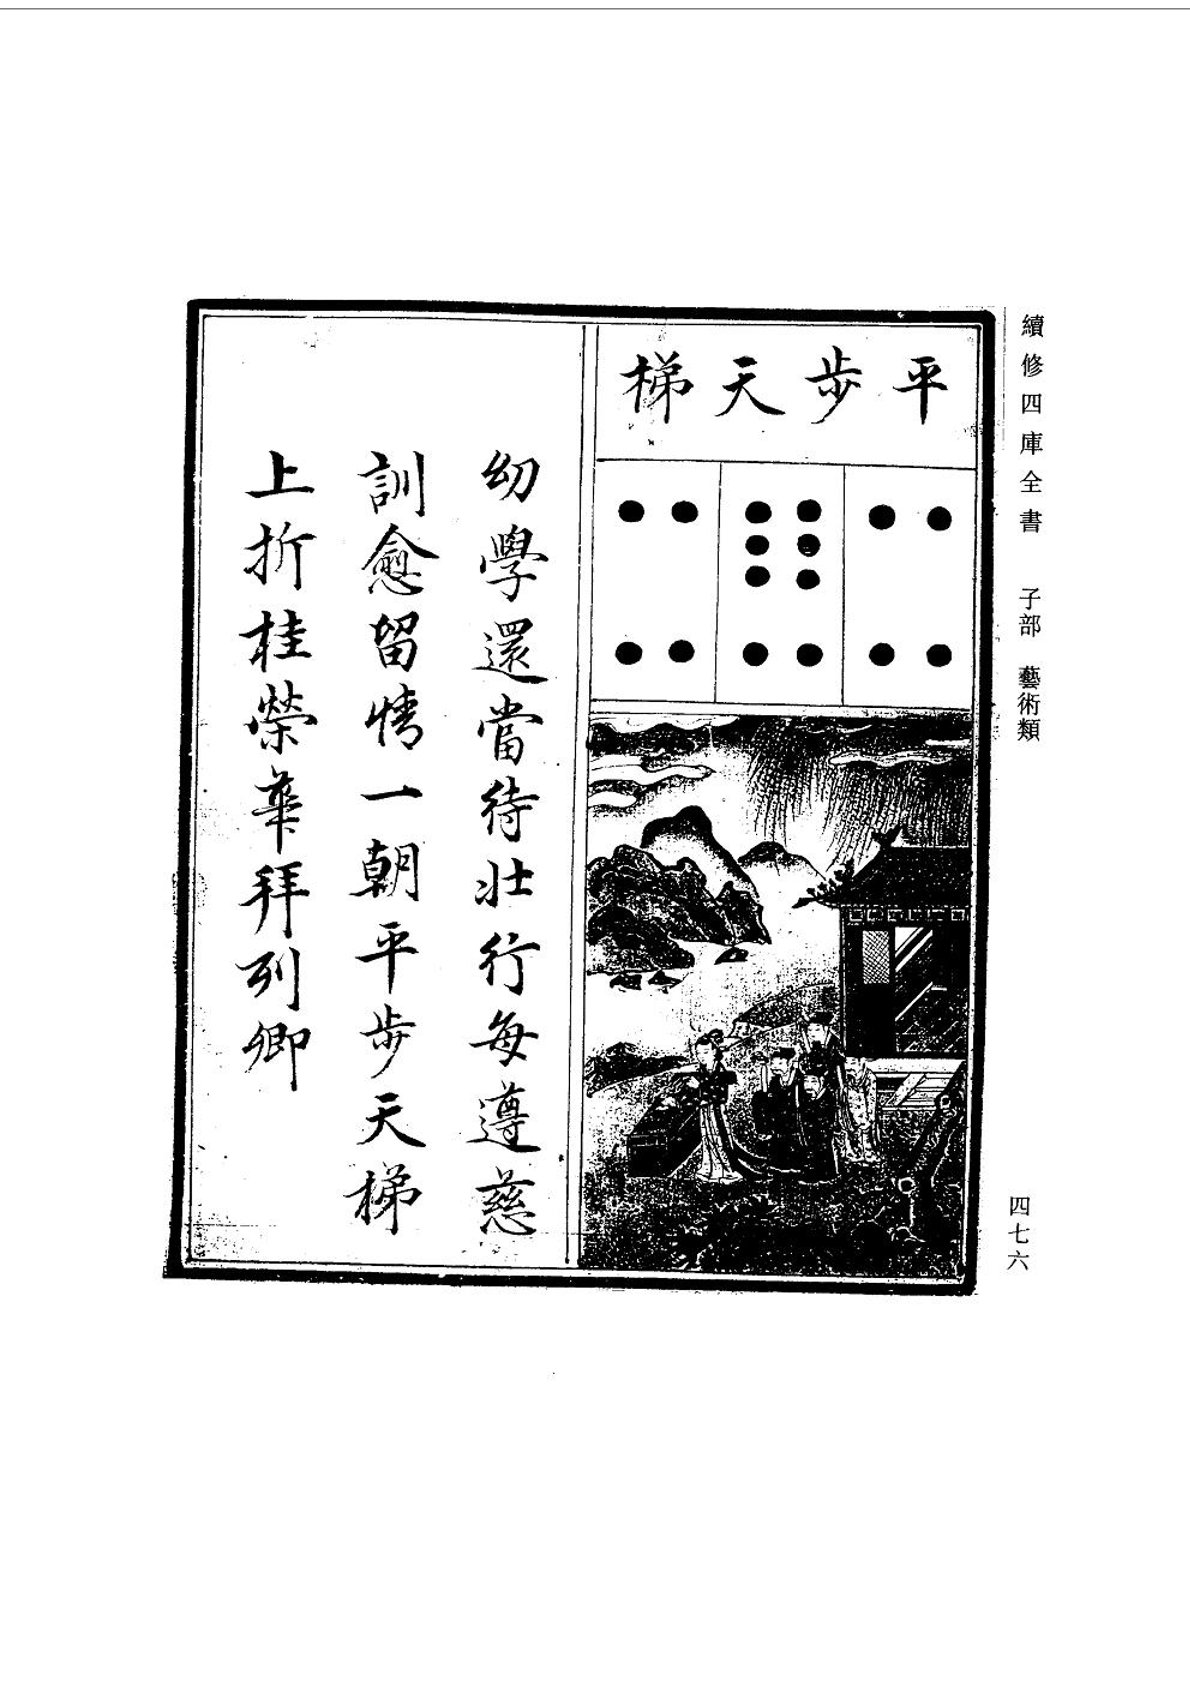 續修四庫全書 子部 藝術類
四七六
平步天梯
幼學還當待壯行每遵慈
訓愈留情一朝平步天梯
上折桂榮華拜列卿